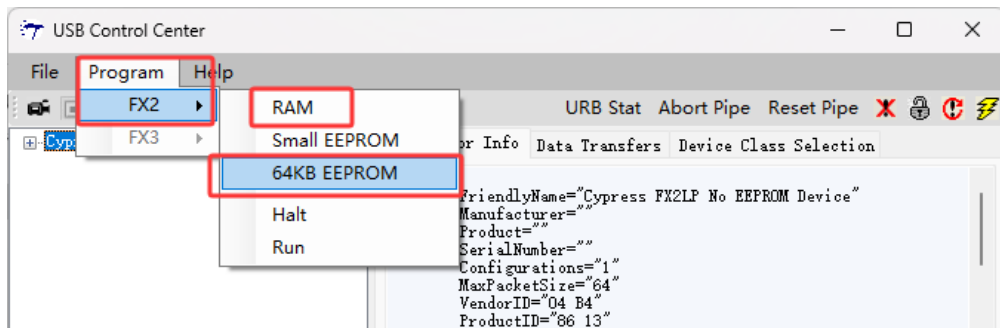 USB Control Center
File Program Help
URB Stat Abort Pipe Reset Pipe
FX2
FX3
RAM
Small EEPROM
64KB EEPROM
Halt
Run
Info Data Transfers Device Class Selection
FriendlyName="Cypress FX2LP No EEPROM Device"
Manufacturer=""
Product=""
SerialNumber=""
Configurations="1"
MaxPacketSize="64"
VendorID="04 B4"
ProductID="86 13"